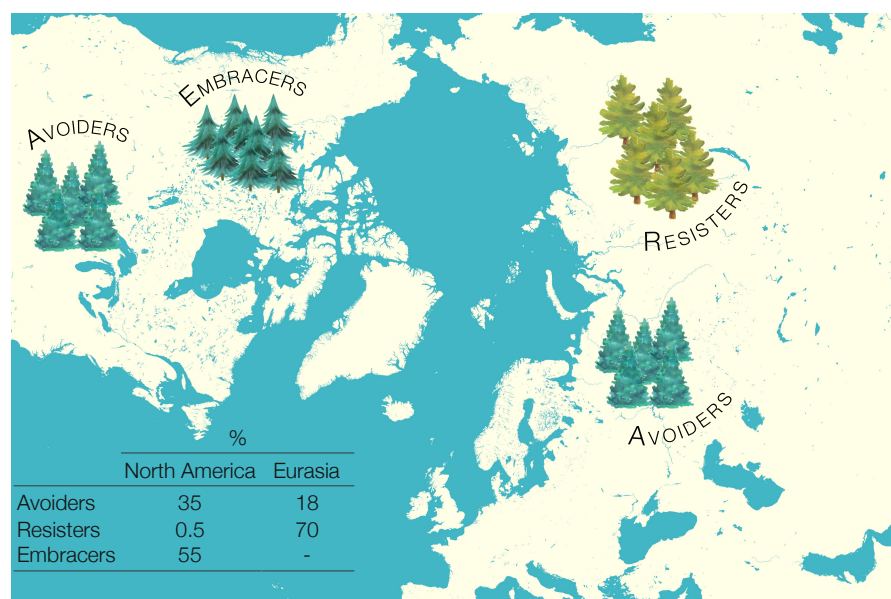 EMBRACERS
AVOIDERS
RESISTERS
AVOIDERS
%
North America Eurasia
Avoiders 35 18
Resisters 0.5 70
Embracers 55 -